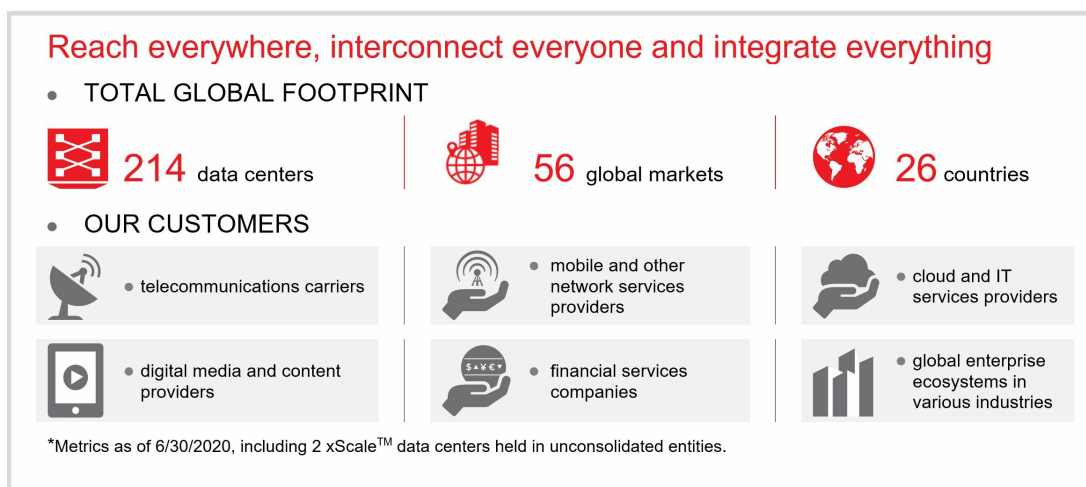 Reach everywhere, interconnect everyone and integrate everything
• TOTAL GLOBAL FOOTPRINT
214 data centers
56 global markets
26 countries
• OUR CUSTOMERS
• telecommunications carriers
• mobile and other
network services
providers
• cloud and IT
services providers
• digital media and content
providers
$▲¥€▼
• financial services
companies
• global enterprise
ecosystems in
various industries
*Metrics as of 6/30/2020, including 2 xScale™ data centers held in unconsolidated entities.